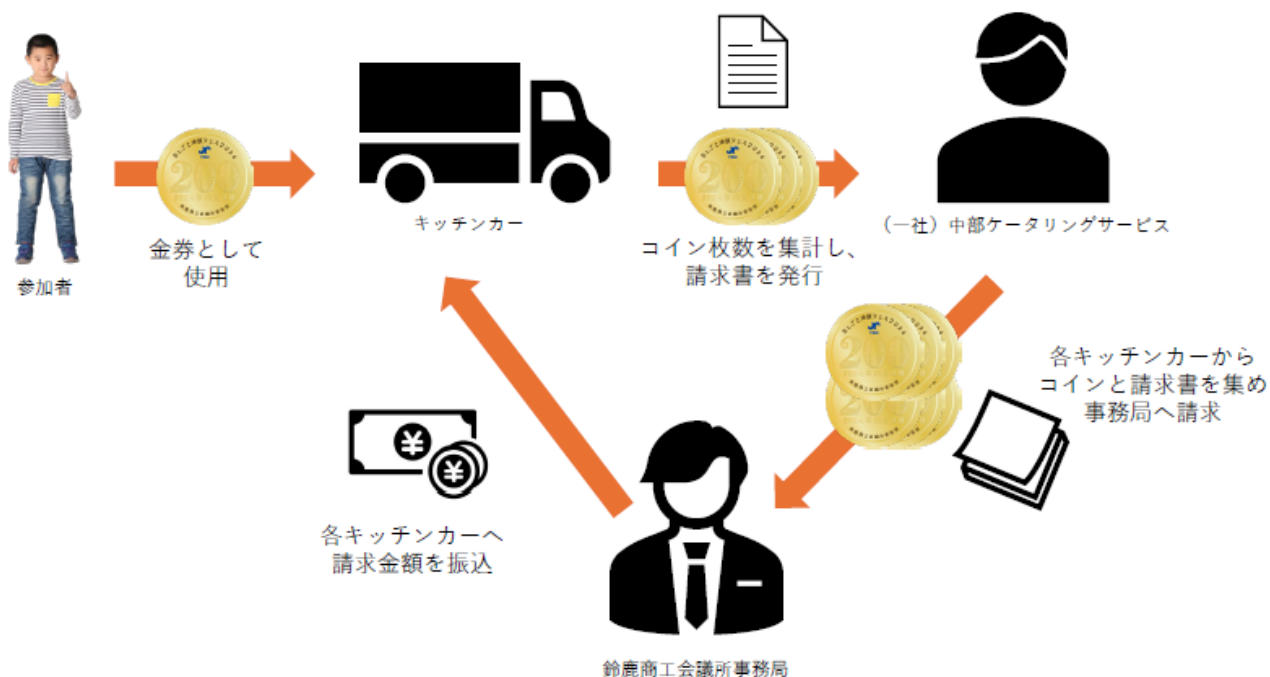 参加者
金券として
使用
キッチンカー
コイン枚数を集計し、
請求書を発行
（一社）中部ケータリングサービス
各キッチンカーから
コインと請求書を集め
事務局へ請求
各キッチンカーへ
請求金額を振込
鈴鹿商工会議所事務局
200